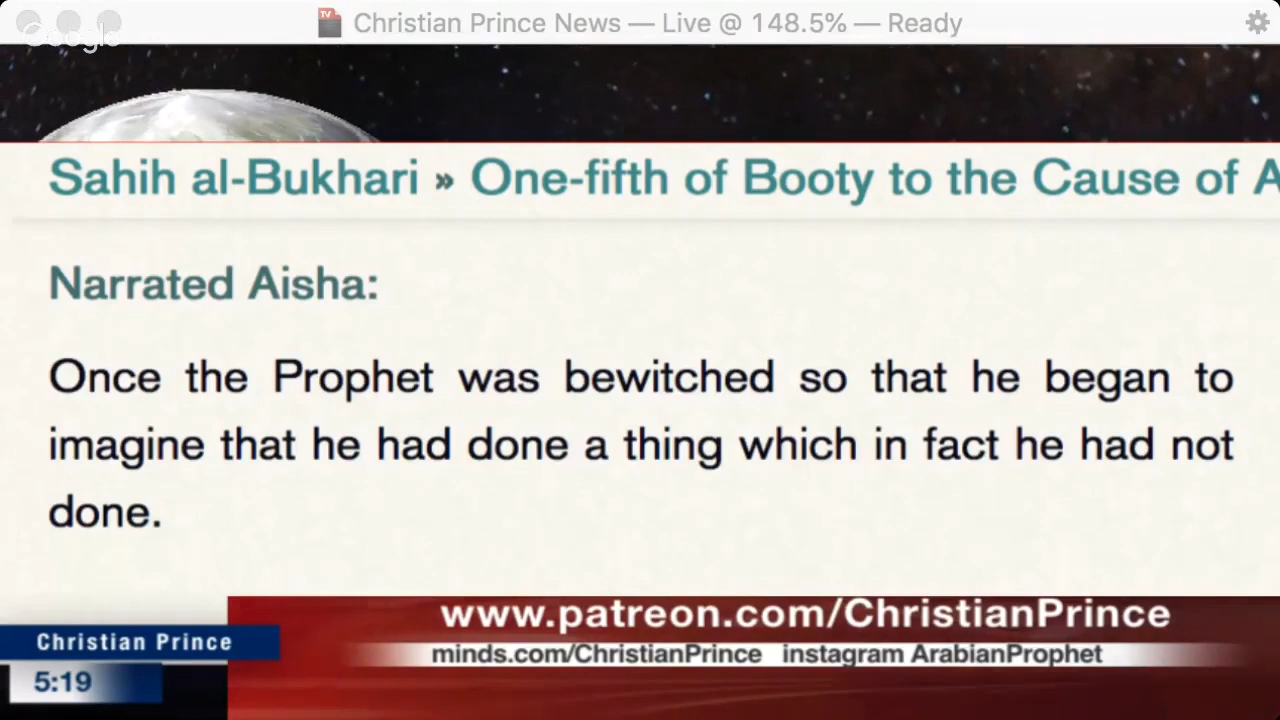 TV
Christian Prince News — Live @ 148.5% — Ready
Google
Sahih al-Bukhari » One-fifth of Booty to the Cause of A
Narrated Aisha:
Once the Prophet was bewitched so that he began to
imagine that he had done a thing which in fact he had not
done.
www.patreon.com/ChristianPrince
Christian Prince
minds.com/ChristianPrince instagram ArabianProphet
5:19